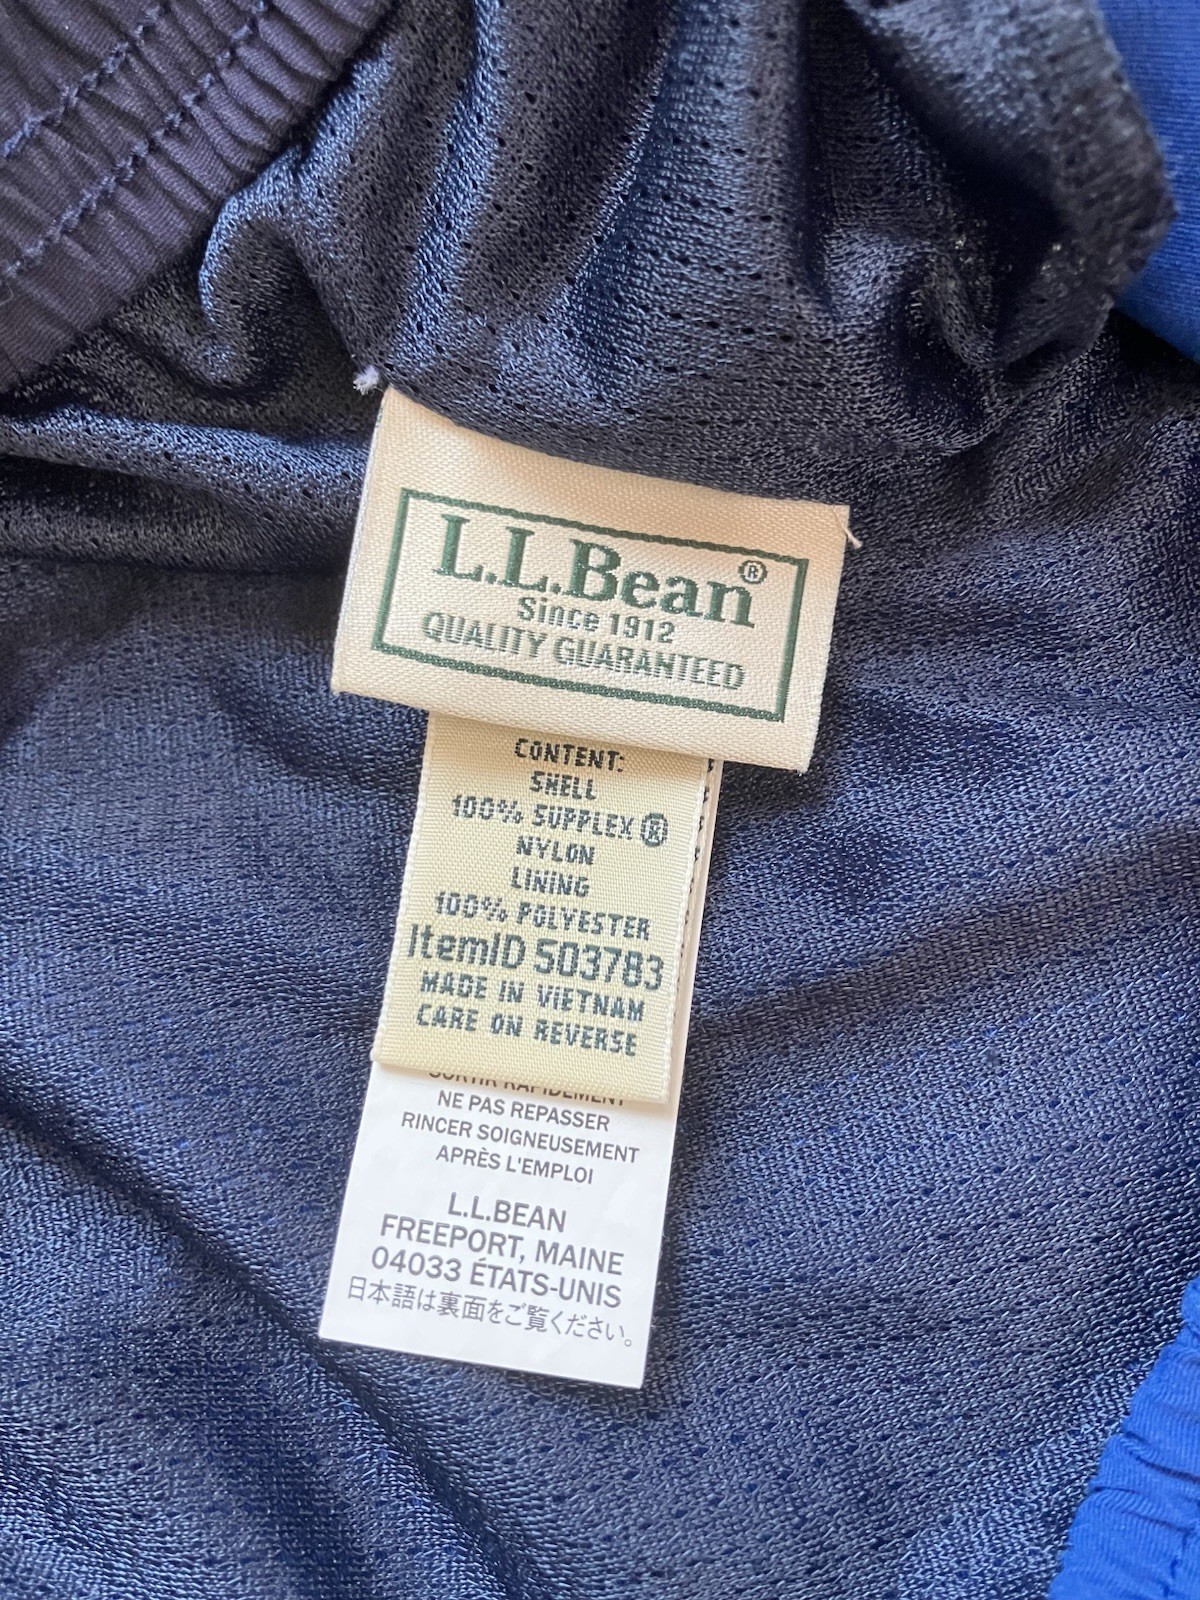 L.L.Bean®
Since 1912
QUALITY GUARANTEED
CONTENT:
SHELL
100% SUPPLEX®
NYLON
LINING
100% POLYESTER
ItemID 503783
MADE IN VIETNAM
CARE ON REVERSE
SORTIR RAPIDEMENT
NE PAS REPASSER
RINCER SOIGNEUSEMENT
APRÈS L'EMPLOI
L.L.BEAN
FREEPORT, MAINE
04033 ÉTATS-UNIS
日本語は裏面をご覧ください。